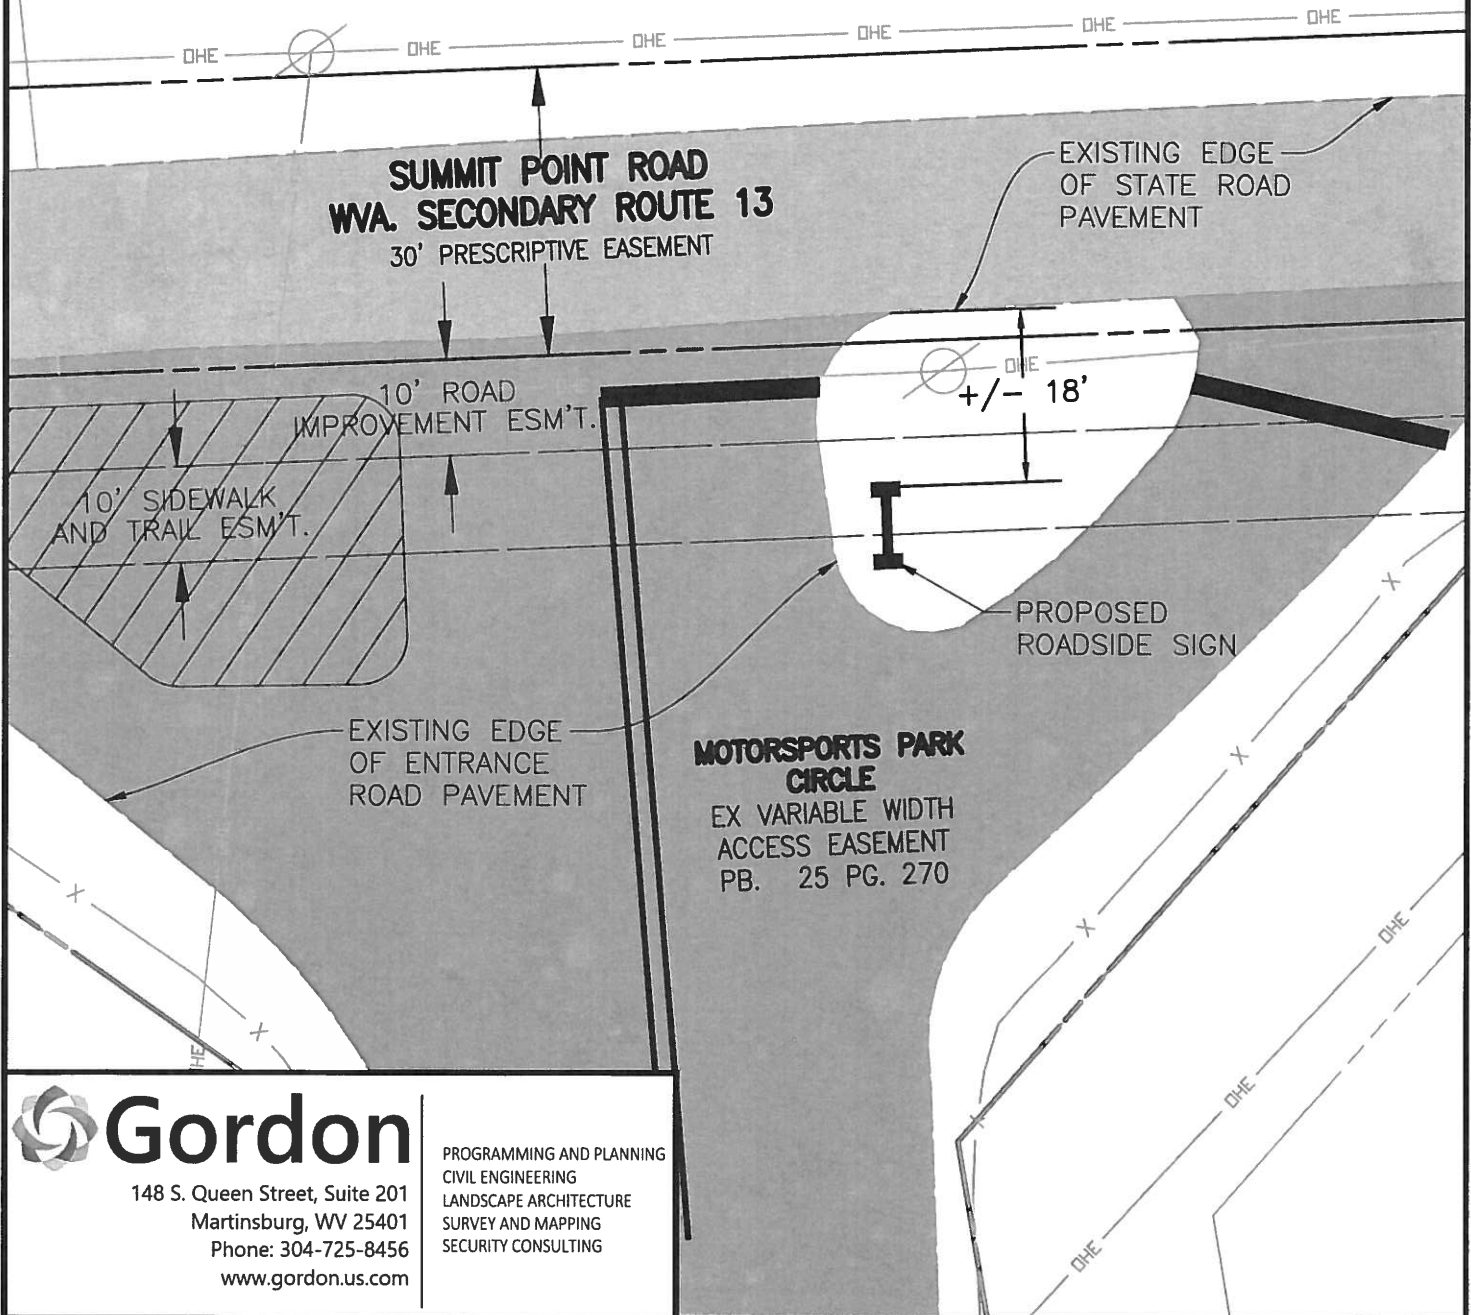 OHE
OHE
OHE
OHE
OHE
OHE
SUMMIT POINT ROAD
WVA. SECONDARY ROUTE 13
30' PRESCRIPTIVE EASEMENT
EXISTING EDGE
OF STATE ROAD
PAVEMENT
OHE
+/- 18'
10' ROAD
IMPROVEMENT ESM'T.
10' SIDEWALK
AND TRAIL ESM'T.
PROPOSED
ROADSIDE SIGN
EXISTING EDGE
OF ENTRANCE
ROAD PAVEMENT
MOTORSPORTS PARK
CIRCLE
EX VARIABLE WIDTH
ACCESS EASEMENT
PB. 25 PG. 270
X
X
X
X
X
X
OHE
OHE
OHE
HE
Gordon
148 S. Queen Street, Suite 201
Martinsburg, WV 25401
Phone: 304-725-8456
www.gordon.us.com
PROGRAMMING AND PLANNING
CIVIL ENGINEERING
LANDSCAPE ARCHITECTURE
SURVEY AND MAPPING
SECURITY CONSULTING